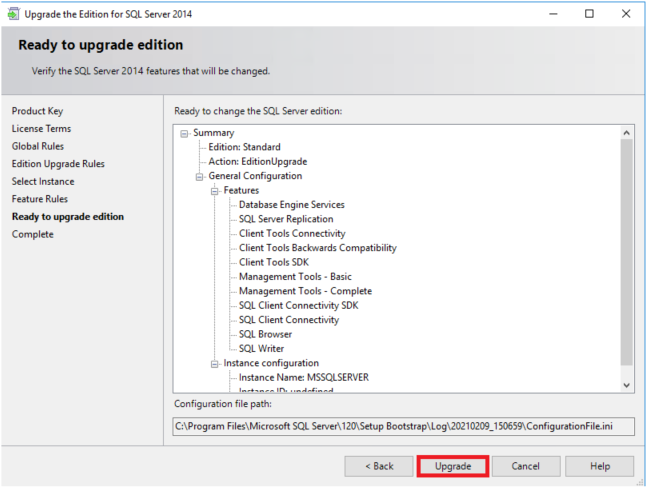 Upgrade the Edition for SQL Server 2014
Ready to upgrade edition
Verify the SQL Server 2014 features that will be changed.
Product Key
License Terms
Global Rules
Edition Upgrade Rules
Select Instance
Feature Rules
Ready to upgrade edition
Complete
Ready to change the SQL Server edition:
Summary
Edition: Standard
Action: EditionUpgrade
General Configuration
Features
Database Engine Services
SQL Server Replication
Client Tools Connectivity
Client Tools Backwards Compatibility
Client Tools SDK
Management Tools - Basic
Management Tools - Complete
SQL Client Connectivity SDK
SQL Client Connectivity
SQL Browser
SQL Writer
Instance configuration
Instance Name: MSSQLSERVER
Instance ID: undefined
Configuration file path:
C:\Program Files\Microsoft SQL Server\120\Setup Bootstrap\Log\20210209_150659\ConfigurationFile.ini
< Back Upgrade Cancel Help